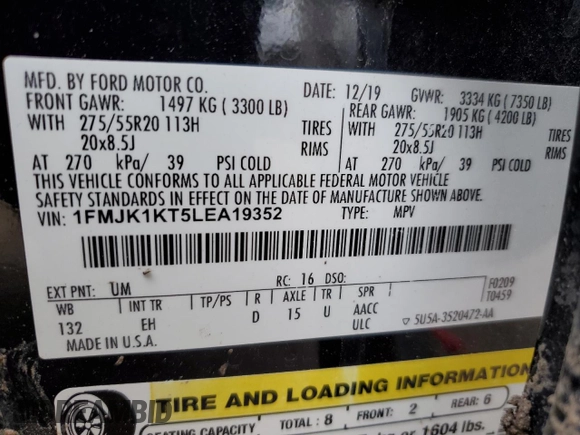 MFD. BY FORD MOTOR CO.
DATE: 12/19 GVWR: 3334 KG ( 7350 LB)
FRONT GAWR: 1497 KG ( 3300 LB)
REAR GAWR: 1905 KG ( 4200 LB)
WITH 275/55R20 113H TIRES
WITH 275/55R20 113H TIRES
20x8.5J RIMS
20x8.5J RIMS
AT 270 kPa/ 39 PSI COLD
AT 270 kPa/ 39 PSI COLD
THIS VEHICLE CONFORMS TO ALL APPLICABLE FEDERAL MOTOR VEHICLE
SAFETY STANDARDS IN EFFECT ON THE DATE OF MANUFACTURE SHOWN ABOVE.
VIN: 1FMJK1KT5LEA19352 TYPE: MPV
EXT PNT: UM RC: 16 DSO: F0209
T0459
WB INT TR TP/PS R AXLE TR SPR
132 EH D 15 U AACC
ULC
5U5A-3520472-AA
MADE IN U.S.A.
TIRE AND LOADING INFORMATION
SEATING CAPACITY TOTAL : 8 FRONT: 2 REAR: 6
1604 lbs.